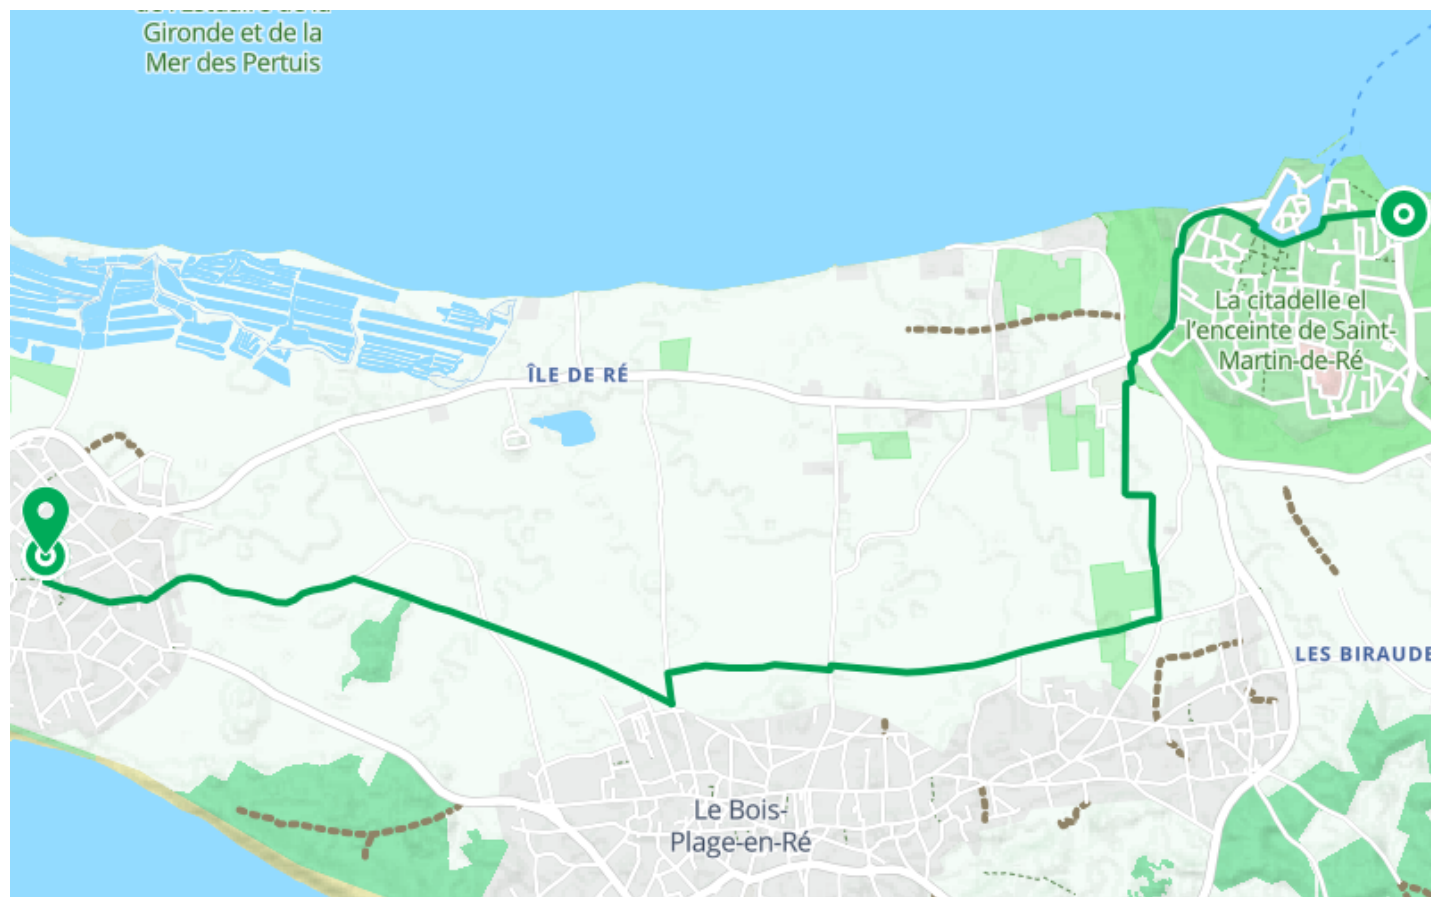 Gironde et de la
Mer des Pertuis
La citadelle el
l'enceinte de Saint-
Martin-de-Ré
ÎLE DE RÉ
LES BIRAUDE
Le Bois-
Plage-en-Ré